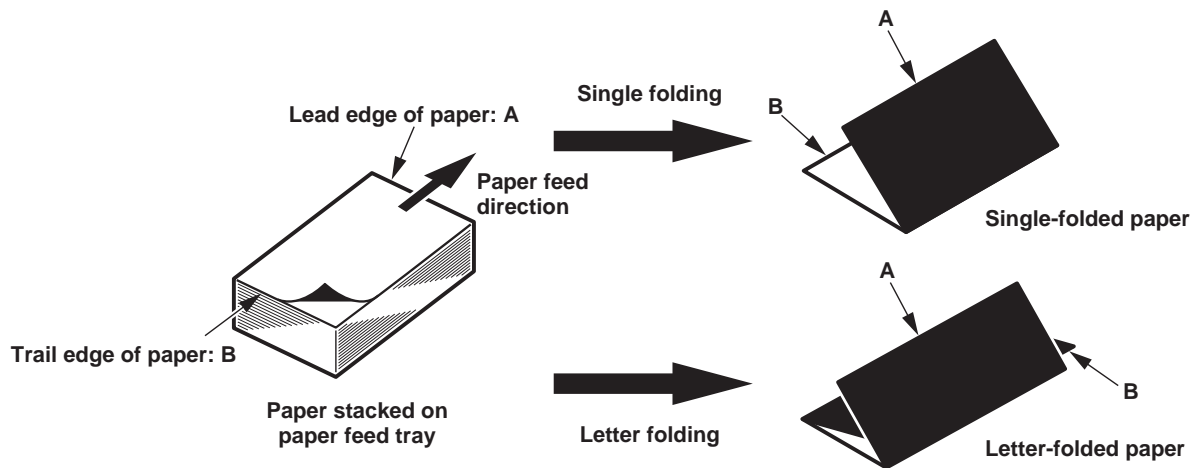 Lead edge of paper: A
Paper feed
direction
Trail edge of paper: B
Paper stacked on
paper feed tray
Single folding
A
B
Single-folded paper
Letter folding
A
B
Letter-folded paper